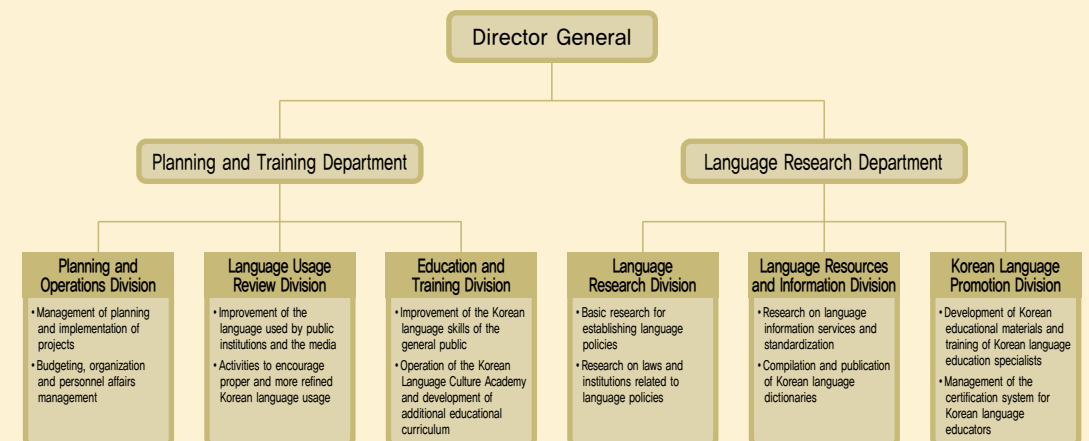 Director General
Planning and Training Department
Language Research Department
Planning and
Operations Division
• Management of planning
and implementation of
projects
• Budgeting, organization
and personnel affairs
management
Language Usage
Review Division
• Improvement of the
language used by public
institutions and the media
• Activities to encourage
proper and more refined
Korean language usage
Education and
Training Division
• Improvement of the Korean
language skills of the
general public
• Operation of the Korean
Language Culture Academy
and development of
additional educational
curriculum
Language
Research Division
• Basic research for
establishing language
policies
• Research on laws and
institutions related to
language policies
Language Resources
and Information Division
• Research on language
information services and
standardization
• Compilation and publication
of Korean language
dictionaries
Korean Language
Promotion Division
• Development of Korean
educational materials and
training of Korean language
education specialists
• Management of the
certification system for
Korean language
educators